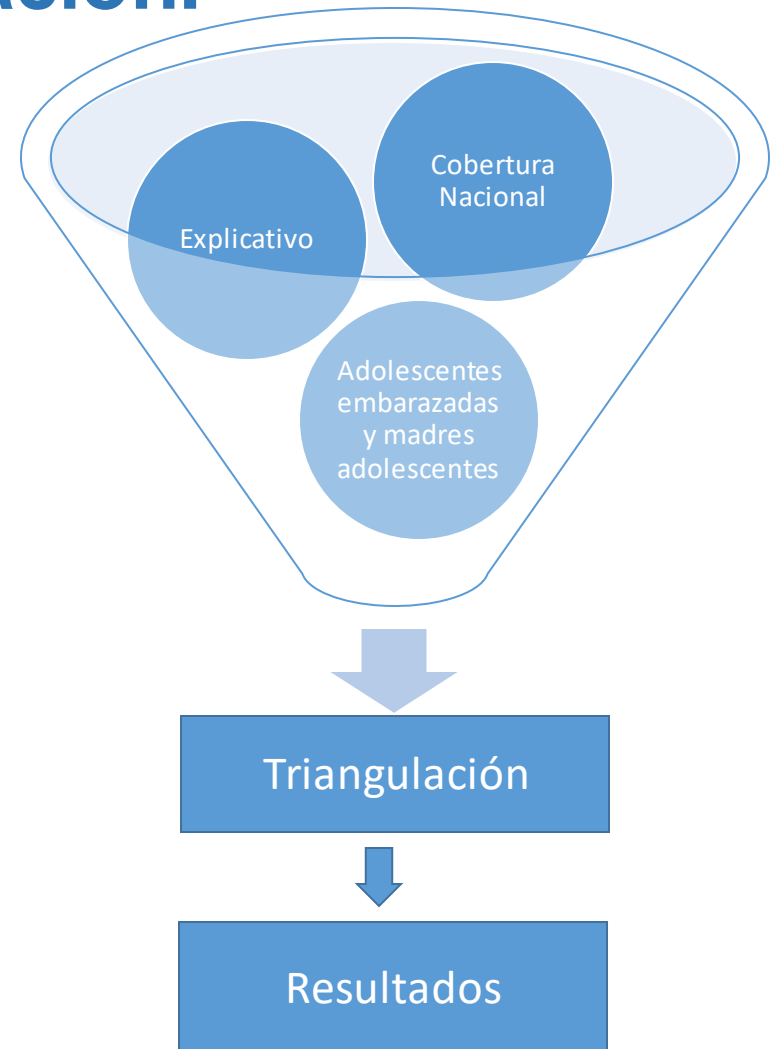 Cobertura
Nacional
Explicativo
Adolescentes
embarazadas
y madres
adolescentes
Triangulación
Resultados